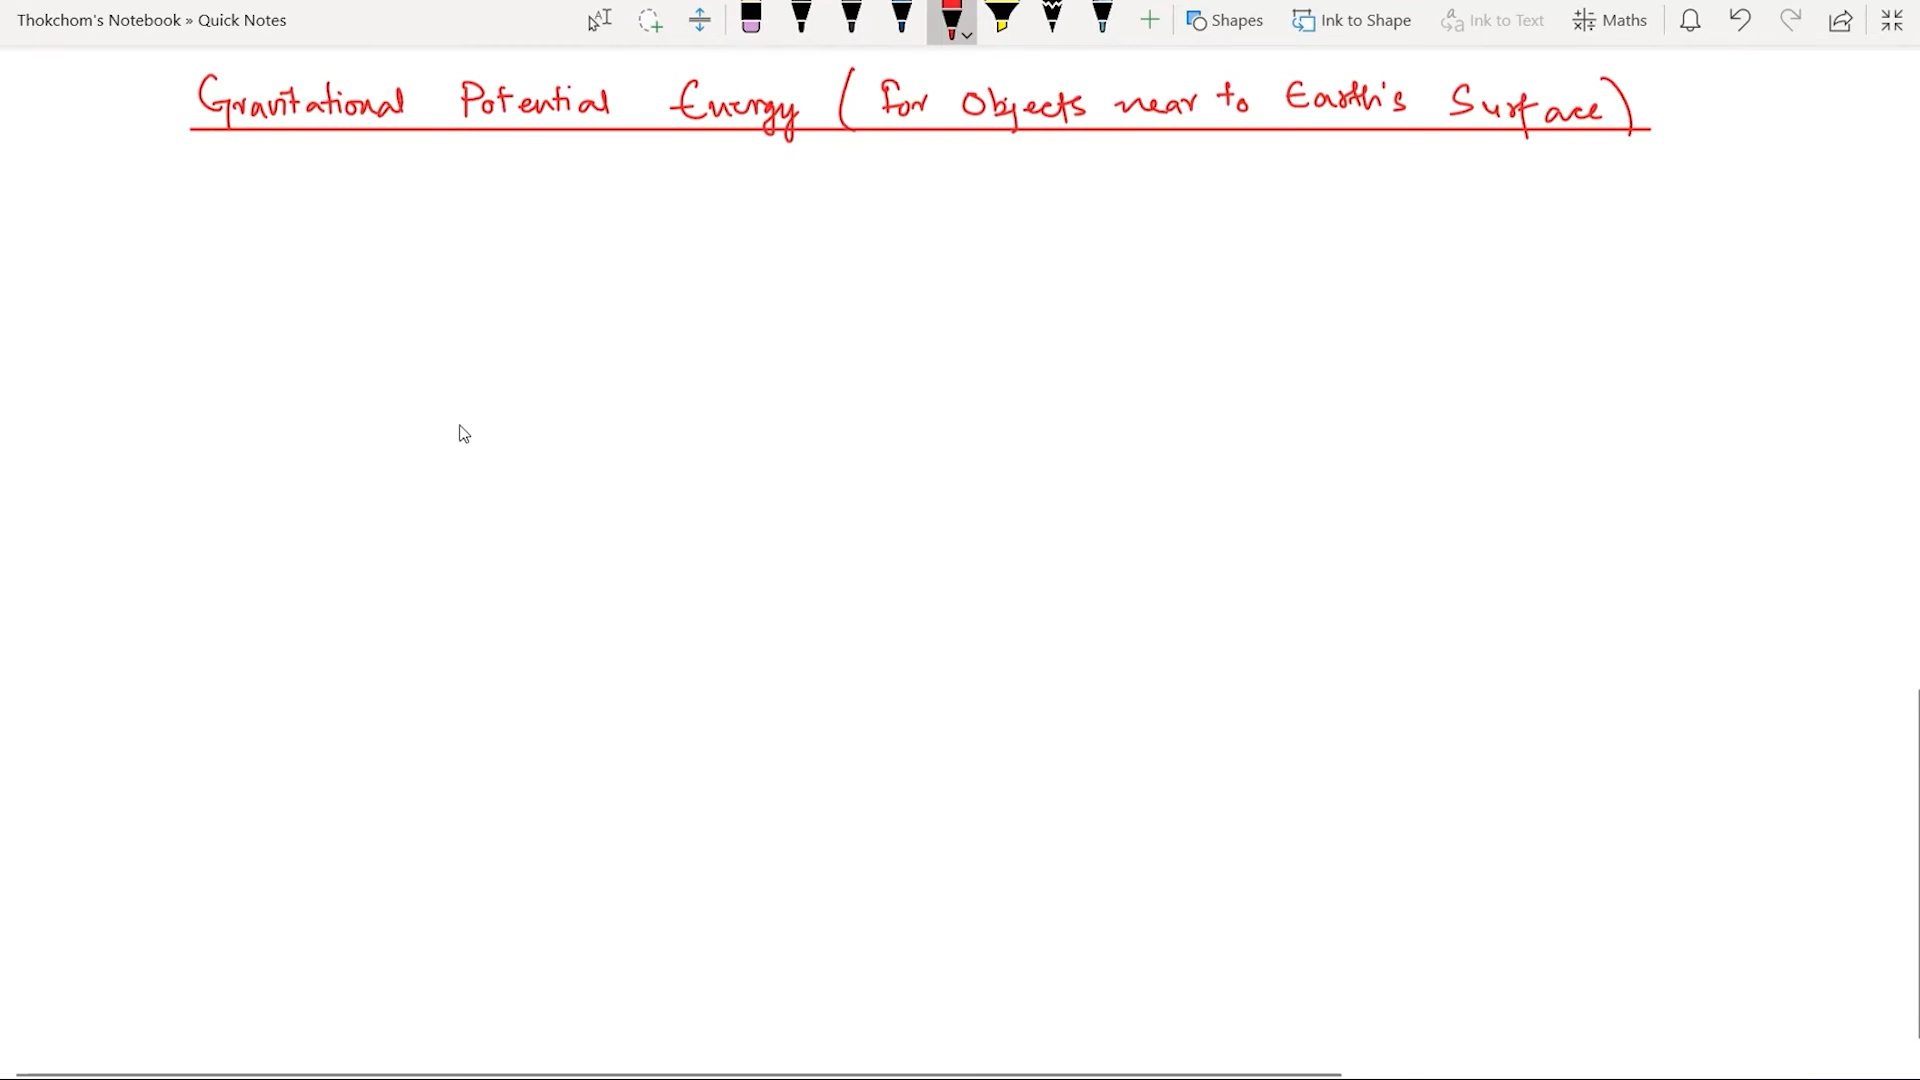 Thokchom's Notebook » Quick Notes
Shapes
Ink to Shape
Ink to Text
Maths
Gravitational Potential Energy (for Objects near to Earth's Surface)